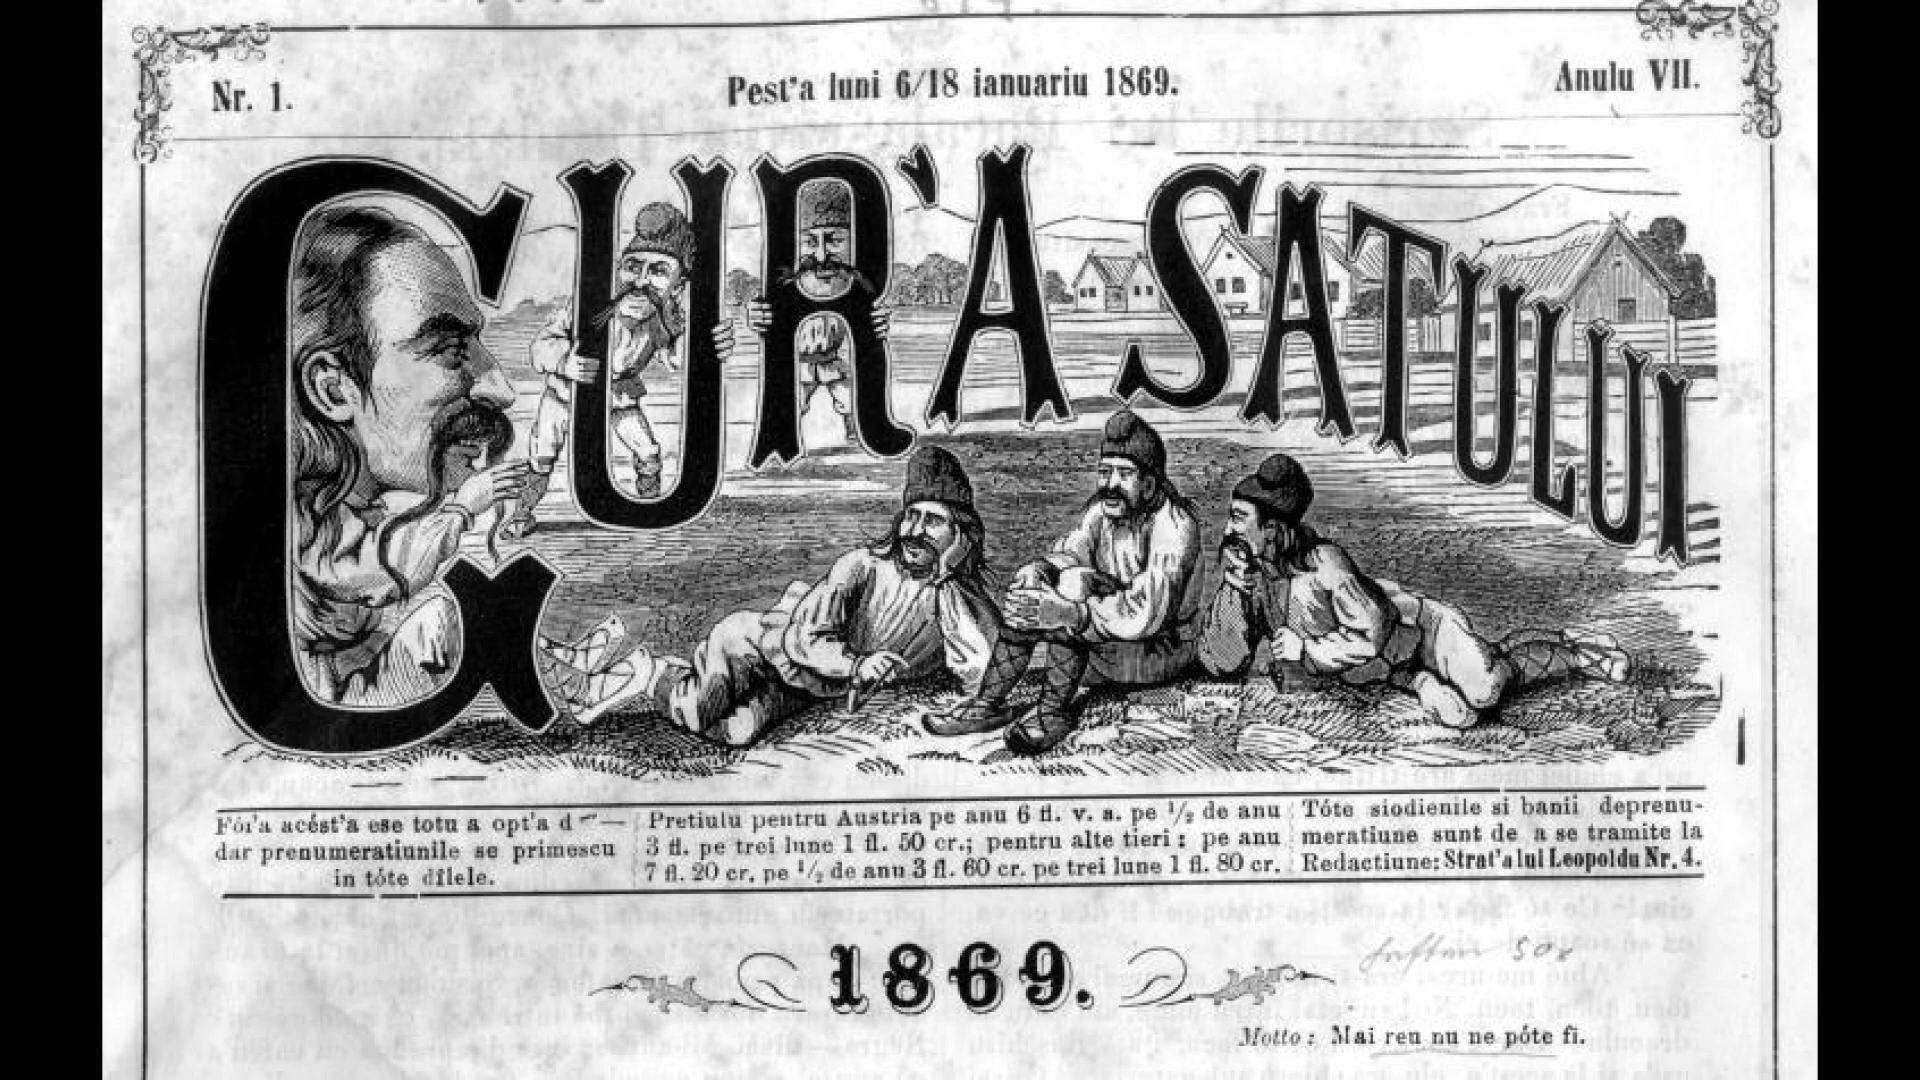 Nr. 1.
Pest'a luni 6/18 ianuariu 1869.
Anulu VII.
GUR'A SATULUI
Fói'a acést'a ese totu a opt'a d —
dar prenumeratiunile se primescu
in tóte dîlele.
Pretiulu pentru Austria pe anu 6 fl. v. a. pe 1/2 de anu
3 fl. pe trei lune 1 fl. 50 cr.; pentru alte tieri: pe anu
7 fl. 20 cr. pe 1/2 de anu 3 fl. 60 cr. pe trei lune 1 fl. 80 cr.
Tóte siodienile si banii deprenu-
meratiune sunt de a se tramite la
Redactiune: Strat'a lui Leopoldu Nr. 4.
1869.
Motto: Mai reu nu ne póte fi.